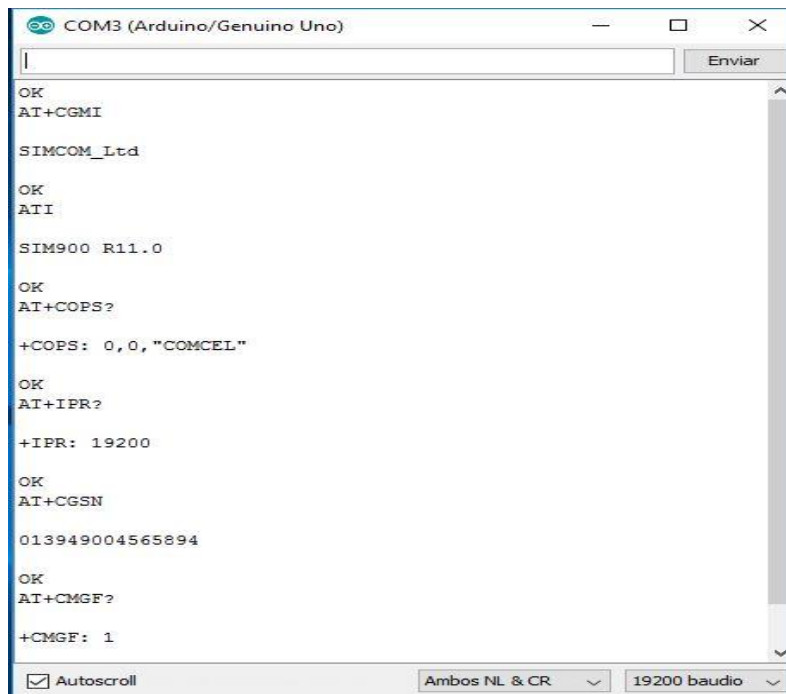 COM3 (Arduino/Genuino Uno)
Enviar
OK
AT+CGMI
SIMCOM_Ltd
OK
ATI
SIM900 R11.0
OK
AT+COPS?
+COPS: 0,0,"COMCEL"
OK
AT+IPR?
+IPR: 19200
OK
AT+CGSN
013949004565894
OK
AT+CMGF?
+CMGF: 1
Autoscroll
Ambos NL & CR
19200 baudio